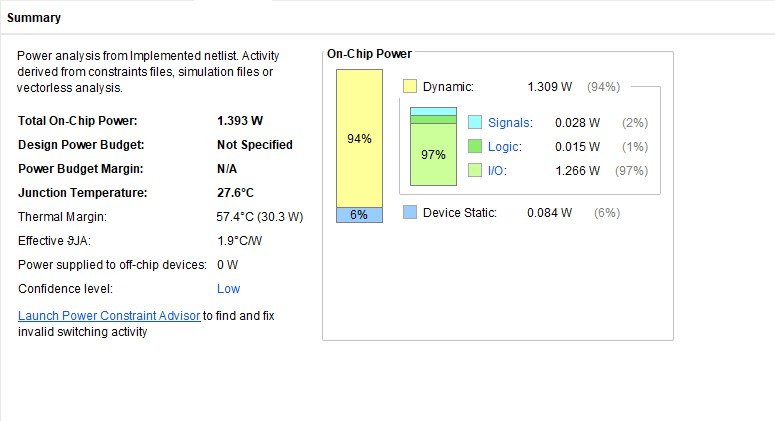 Summary
Power analysis from Implemented netlist. Activity
derived from constraints files, simulation files or
vectorless analysis.
Total On-Chip Power: 1.393 W
Design Power Budget: Not Specified
Power Budget Margin: N/A
Junction Temperature: 27.6°C
Thermal Margin: 57.4°C (30.3 W)
Effective ϑJA: 1.9°C/W
Power supplied to off-chip devices: 0 W
Confidence level: Low
Launch Power Constraint Advisor to find and fix
invalid switching activity
On-Chip Power
94%
6%
Dynamic: 1.309 W (94%)
97%
Signals: 0.028 W (2%)
Logic: 0.015 W (1%)
I/O: 1.266 W (97%)
Device Static: 0.084 W (6%)